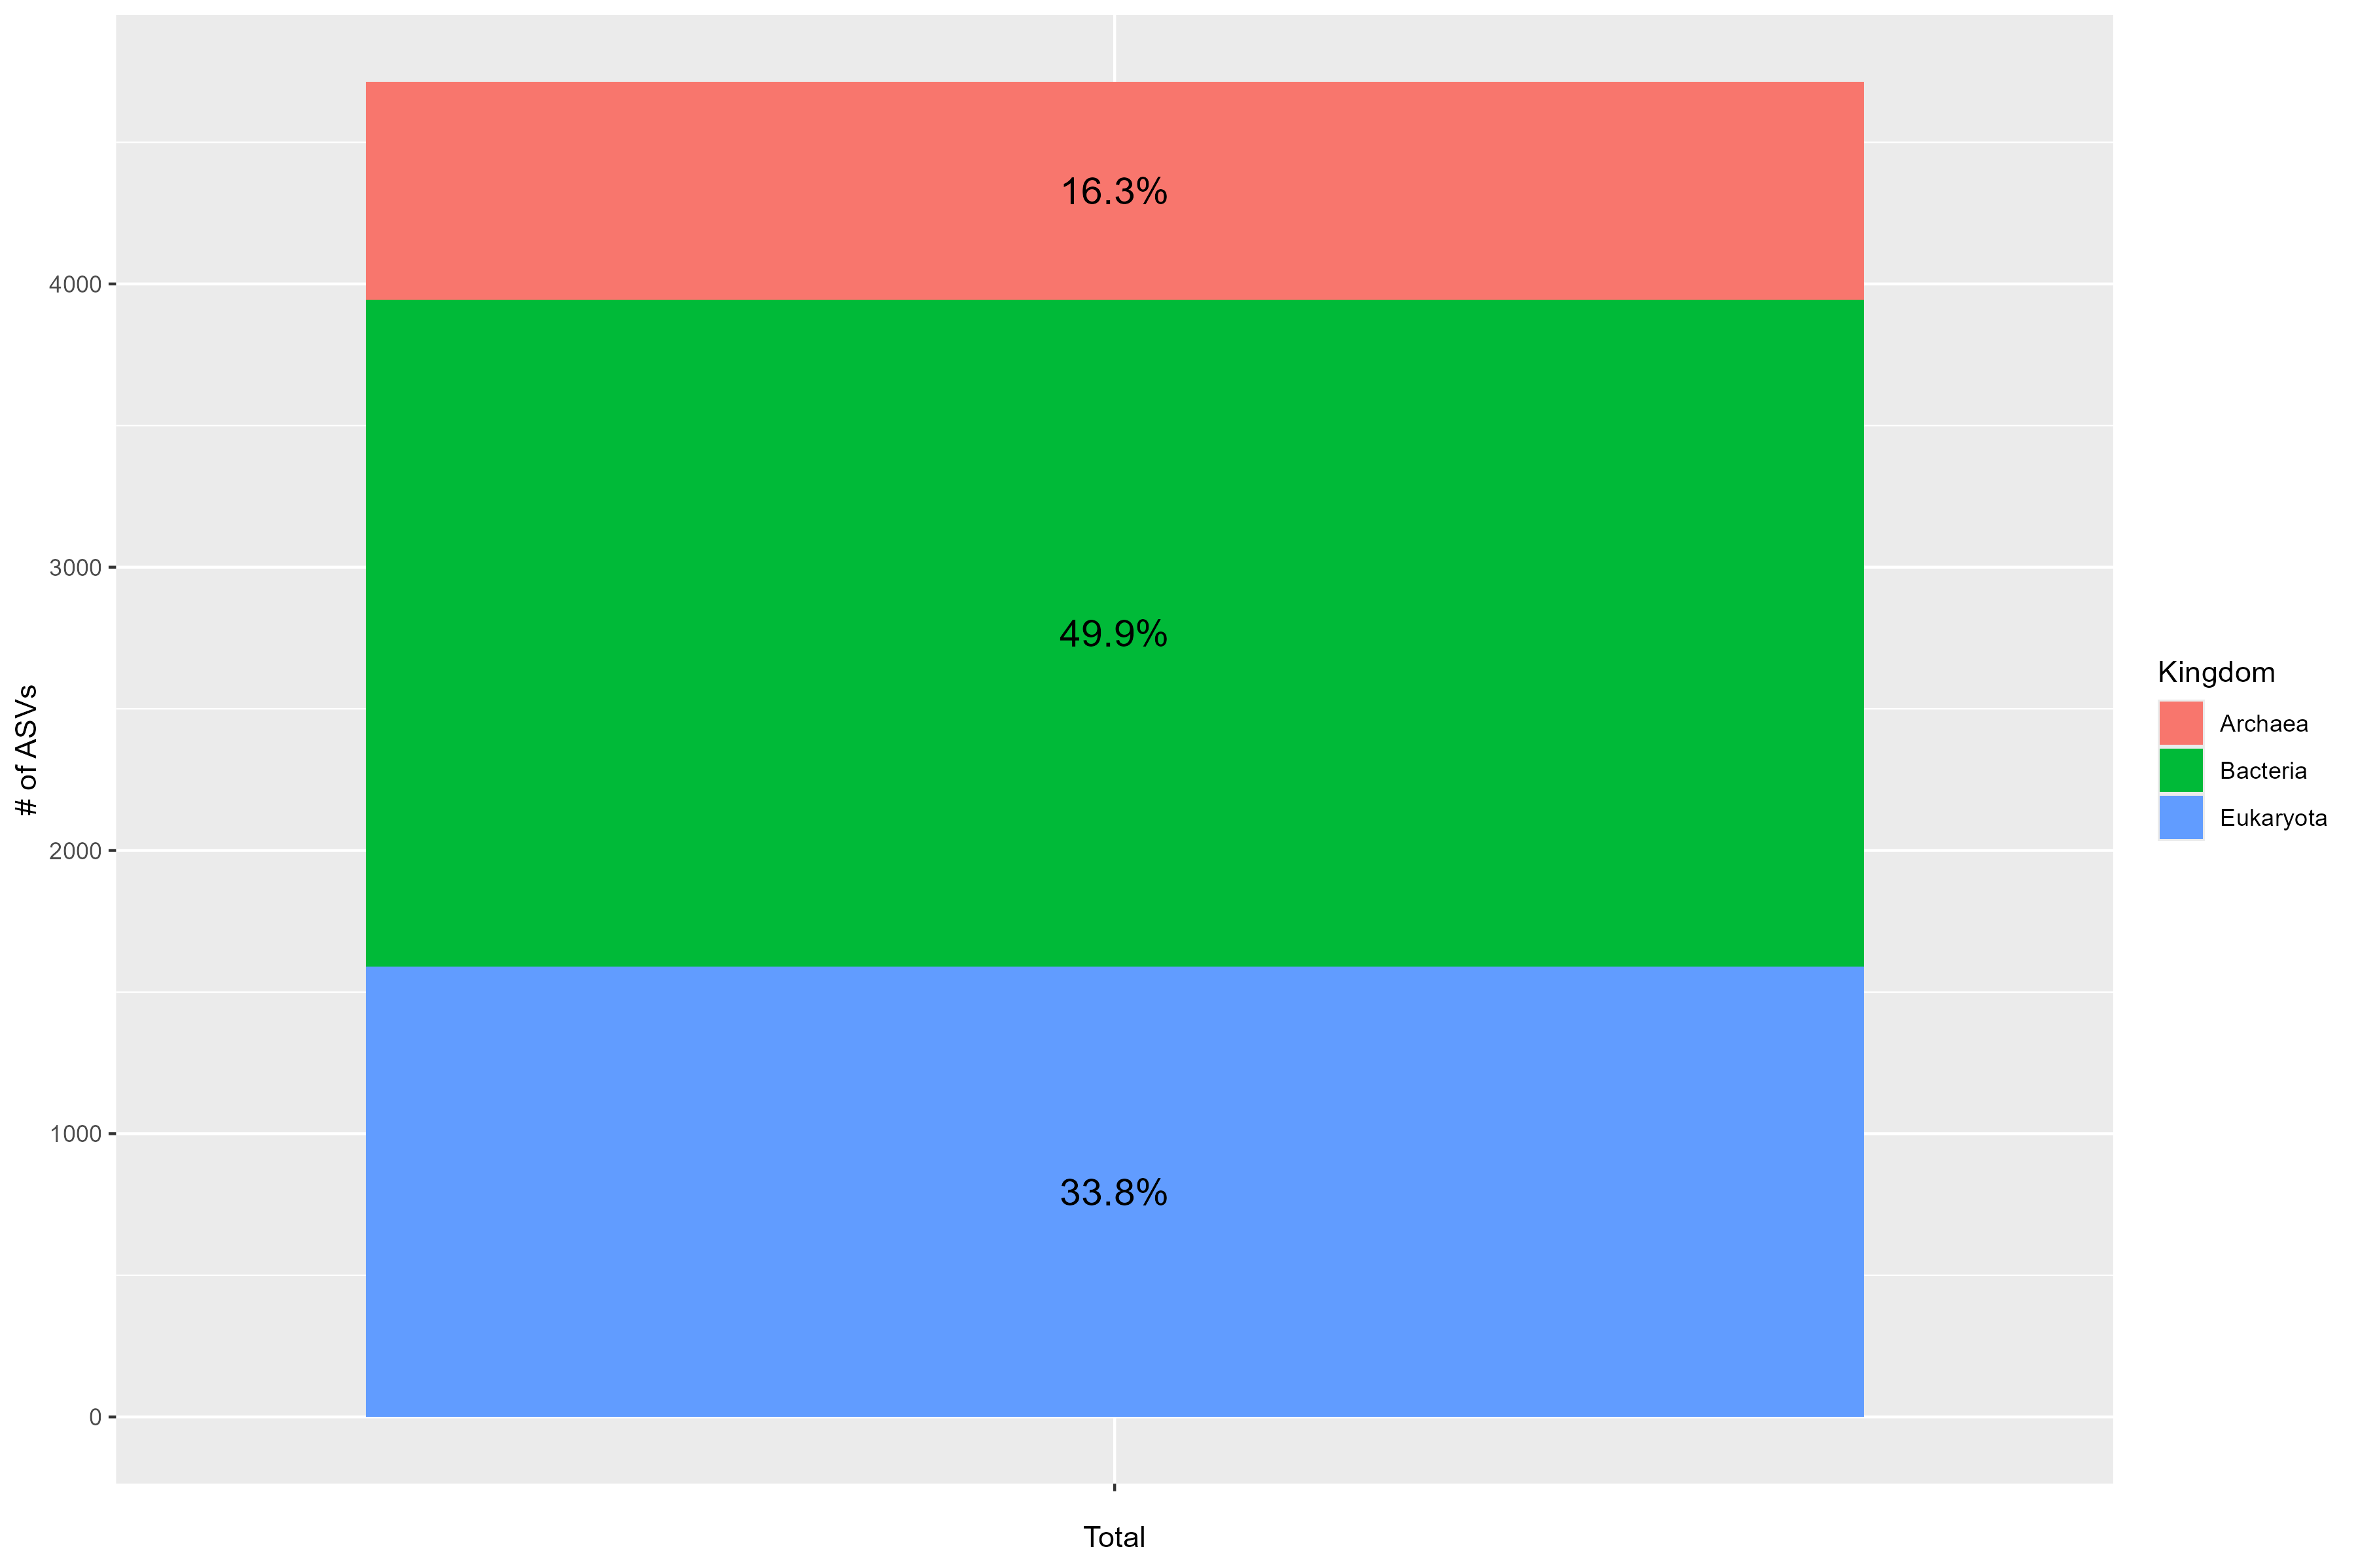 # of ASVs
4000
3000
2000
1000
0
16.3%
49.9%
33.8%
Total
Kingdom
Archaea
Bacteria
Eukaryota